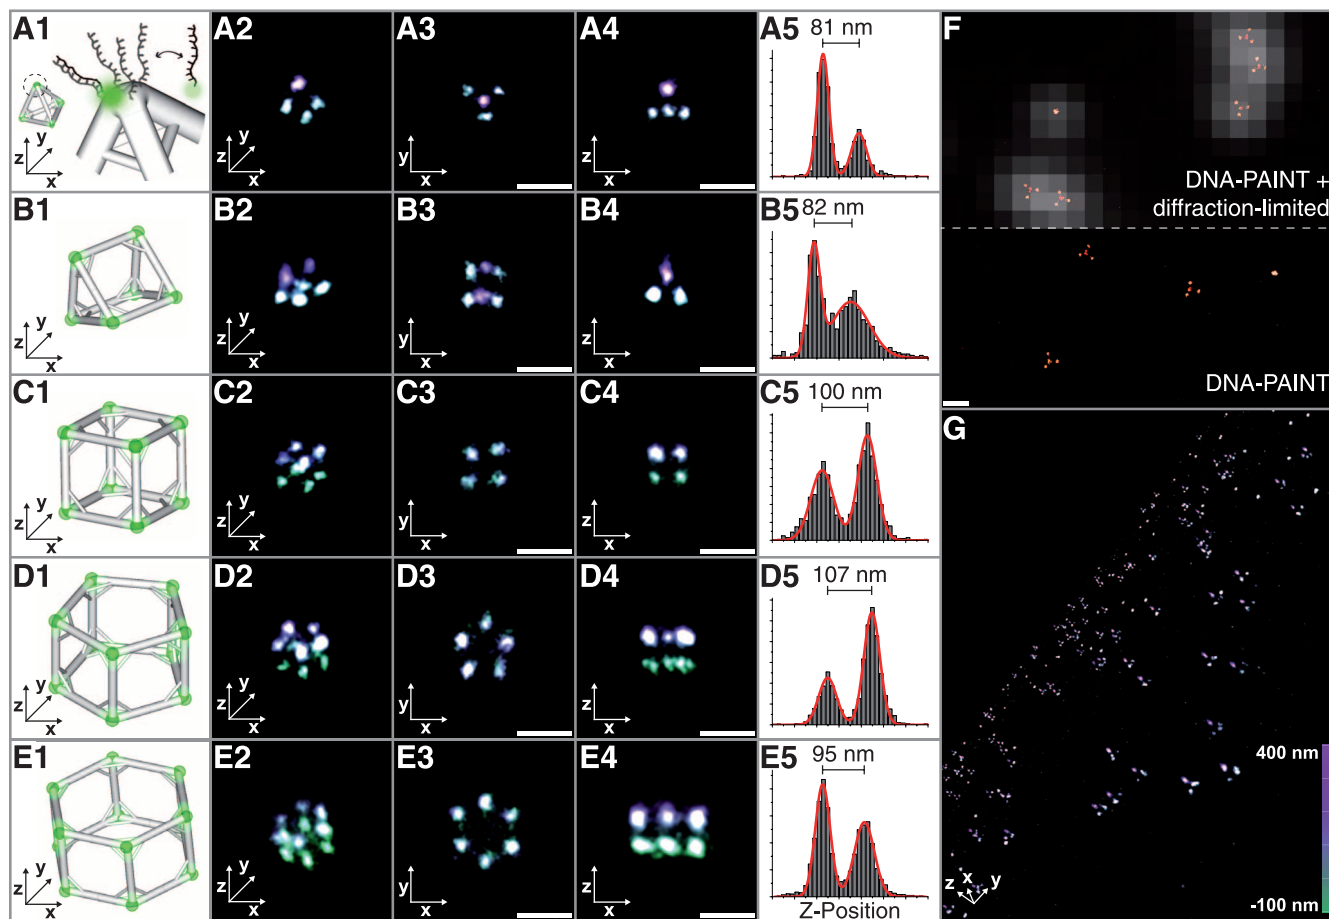 A1
z
y
x
A2
z
y
x
A3
y
x
A4
z
x
A5
81 nm
B1
z
y
x
B2
z
y
x
B3
y
x
B4
z
x
B5
82 nm
C1
z
y
x
C2
z
y
x
C3
y
x
C4
z
x
C5
100 nm
D1
z
y
x
D2
z
y
x
D3
y
x
D4
z
x
D5
107 nm
E1
z
y
x
E2
z
y
x
E3
y
x
E4
z
x
E5
95 nm
Z-Position
F
DNA-PAINT +
diffraction-limited
DNA-PAINT
G
400 nm
-100 nm
z
x
y